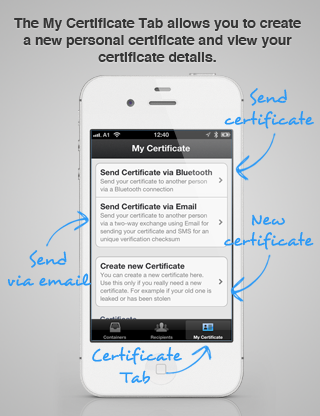 The My Certificate Tab allows you to create
a new personal certificate and view your
certificate details.
Send
certificate
A1 12:40
My Certificate
Send Certificate via Bluetooth
Send your certificate to another person
via a Bluetooth connection
Send Certificate via Email
Send your certificate to another person
via a two-way exchange using Email for
sending your certificate and SMS for an
unique verification checksum
New
certificate
Send
via email
Create new Certificate
You can create a new certificate here.
Use this only if you really need a new
certificate. For example if your old one is
leaked or has been stolen
Certificate
Containers Recipients My Certificate
Certificate
Tab